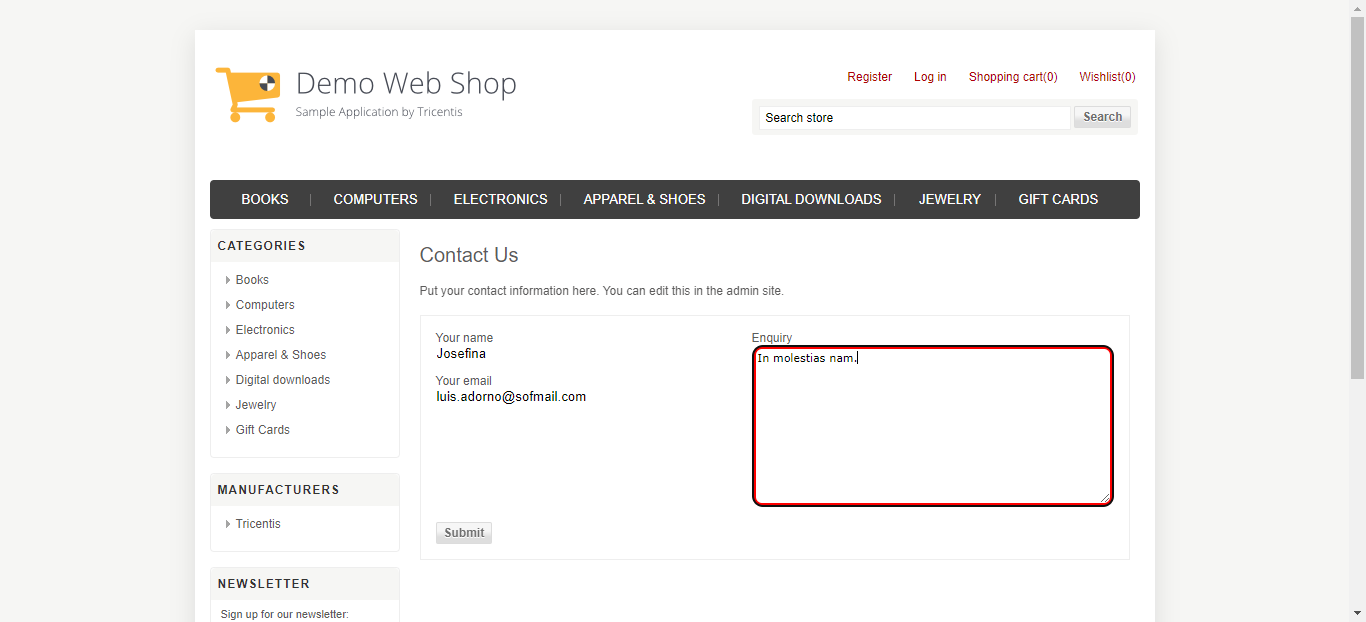 Demo Web Shop
Sample Application by Tricentis
Register Log in Shopping cart(0) Wishlist(0)
Search store Search
BOOKS COMPUTERS ELECTRONICS APPAREL & SHOES DIGITAL DOWNLOADS JEWELRY GIFT CARDS
CATEGORIES
Books
Computers
Electronics
Apparel & Shoes
Digital downloads
Jewelry
Gift Cards
MANUFACTURERS
Tricentis
NEWSLETTER
Sign up for our newsletter:
Contact Us
Put your contact information here. You can edit this in the admin site.
Your name
Josefina
Your email
luis.adorno@sofmail.com
Enquiry
In molestias nam.
Submit